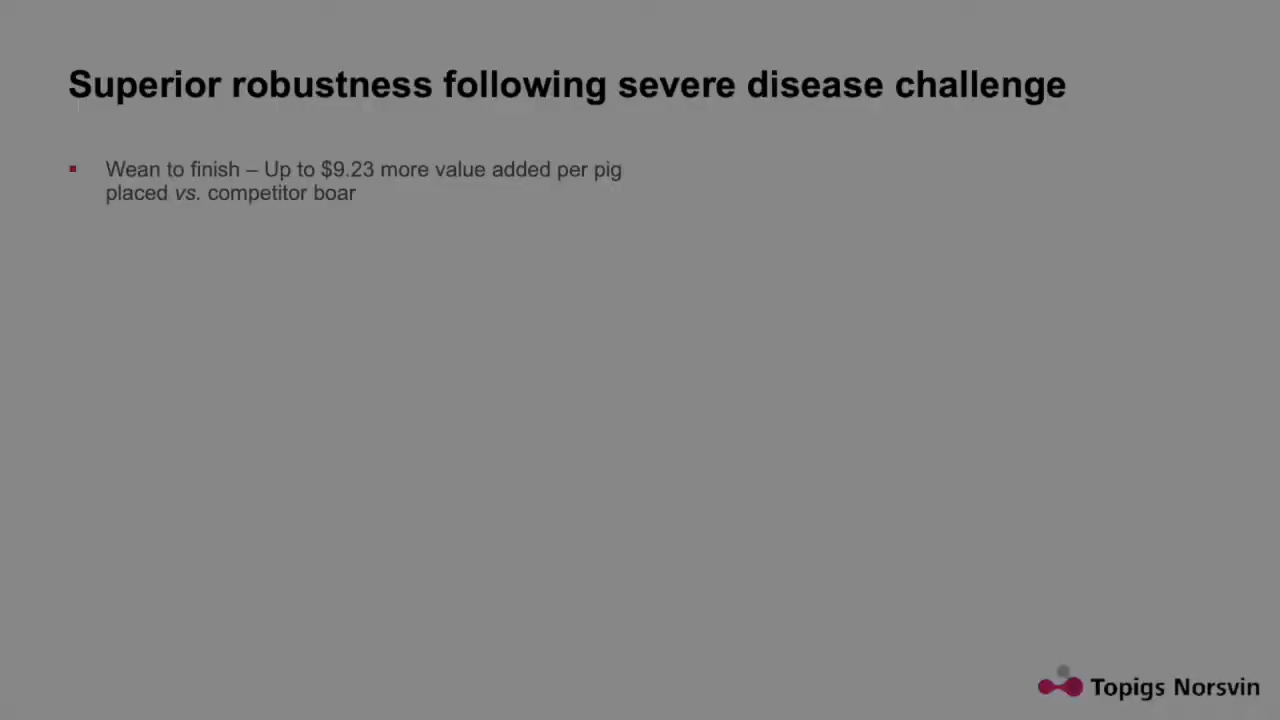 Superior robustness following severe disease challenge
▪ Wean to finish – Up to $9.23 more value added per pig
placed vs. competitor boar
Topigs Norsvin